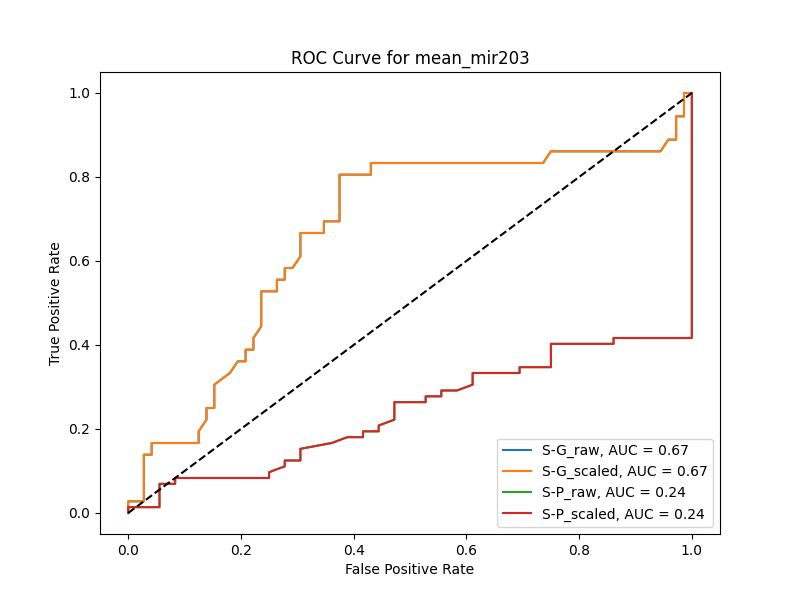 ROC Curve for mean_mir203
True Positive Rate
1.0
0.8
0.6
0.4
0.2
0.0
S-G_raw, AUC = 0.67
S-G_scaled, AUC = 0.67
S-P_raw, AUC = 0.24
S-P_scaled, AUC = 0.24
0.0 0.2 0.4 0.6 0.8 1.0
False Positive Rate